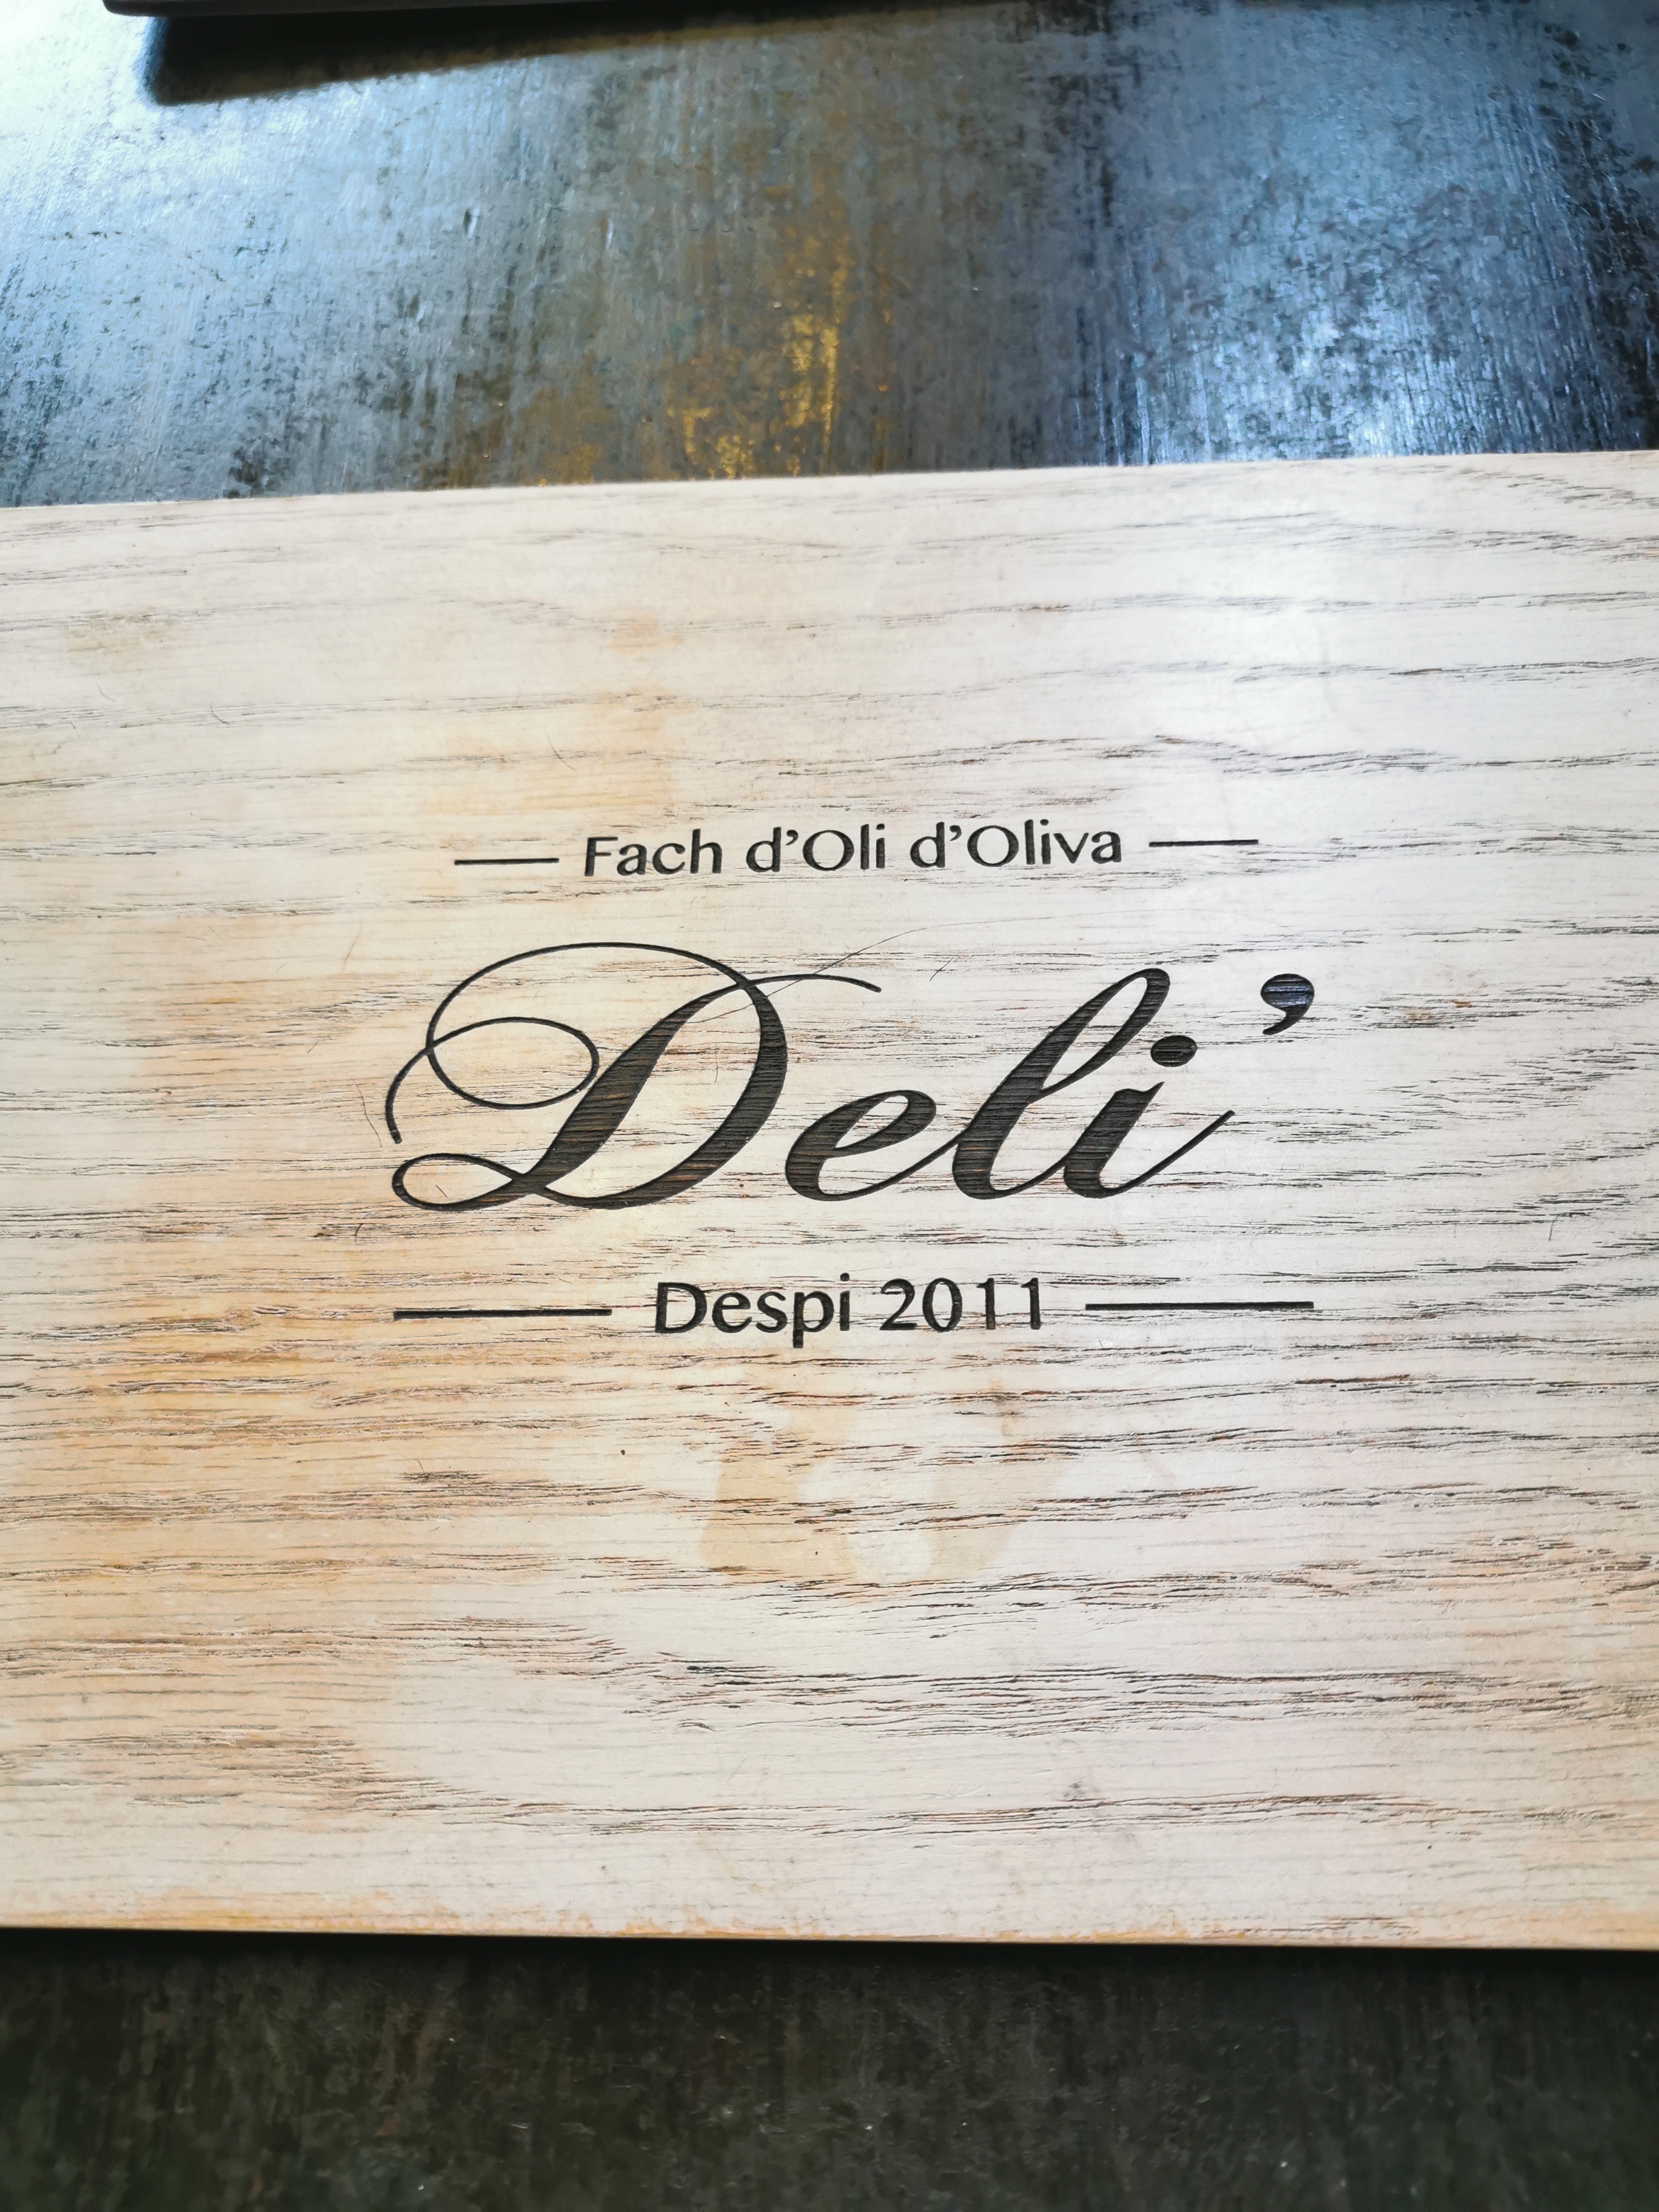 Fach d’Oli d’Oliva
Deli’
Despi 2011